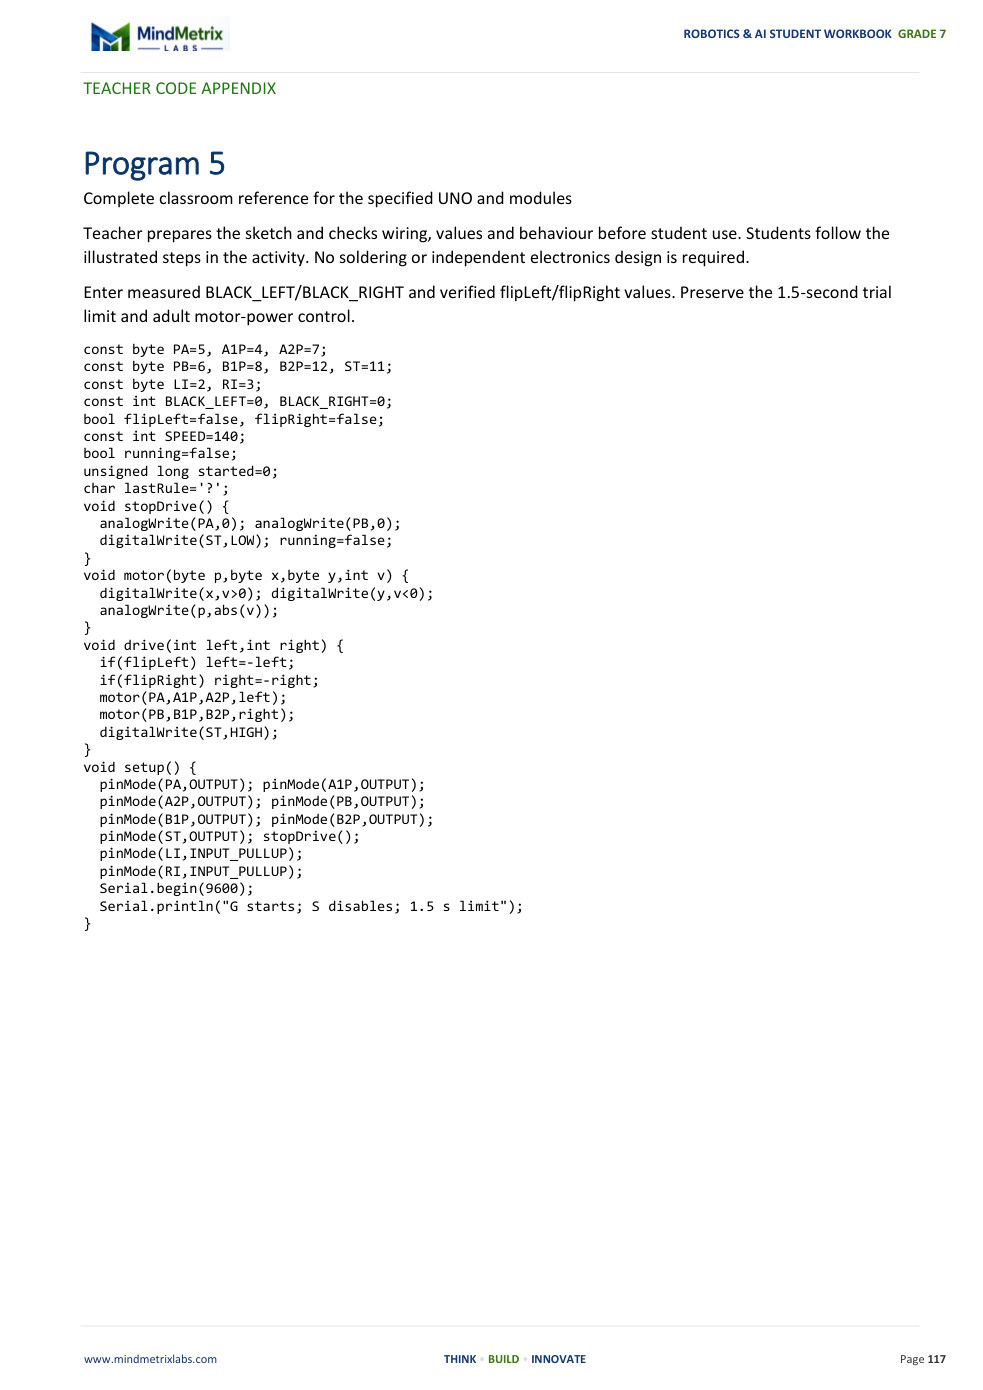 MindMetrix
LABS
ROBOTICS & AI STUDENT WORKBOOK GRADE 7
TEACHER CODE APPENDIX
Program 5
Complete classroom reference for the specified UNO and modules
Teacher prepares the sketch and checks wiring, values and behaviour before student use. Students follow the
illustrated steps in the activity. No soldering or independent electronics design is required.
Enter measured BLACK_LEFT/BLACK_RIGHT and verified flipLeft/flipRight values. Preserve the 1.5-second trial
limit and adult motor-power control.
const byte PA=5, A1P=4, A2P=7;
const byte PB=6, B1P=8, B2P=12, ST=11;
const byte LI=2, RI=3;
const int BLACK_LEFT=0, BLACK_RIGHT=0;
bool flipLeft=false, flipRight=false;
const int SPEED=140;
bool running=false;
unsigned long started=0;
char lastRule='?';
void stopDrive() {
  analogWrite(PA,0); analogWrite(PB,0);
  digitalWrite(ST,LOW); running=false;
}
void motor(byte p,byte x,byte y,int v) {
  digitalWrite(x,v>0); digitalWrite(y,v<0);
  analogWrite(p,abs(v));
}
void drive(int left,int right) {
  if(flipLeft) left=-left;
  if(flipRight) right=-right;
  motor(PA,A1P,A2P,left);
  motor(PB,B1P,B2P,right);
  digitalWrite(ST,HIGH);
}
void setup() {
  pinMode(PA,OUTPUT); pinMode(A1P,OUTPUT);
  pinMode(A2P,OUTPUT); pinMode(PB,OUTPUT);
  pinMode(B1P,OUTPUT); pinMode(B2P,OUTPUT);
  pinMode(ST,OUTPUT); stopDrive();
  pinMode(LI,INPUT_PULLUP);
  pinMode(RI,INPUT_PULLUP);
  Serial.begin(9600);
  Serial.println("G starts; S disables; 1.5 s limit");
}
www.mindmetrixlabs.com
THINK • BUILD • INNOVATE
Page 117